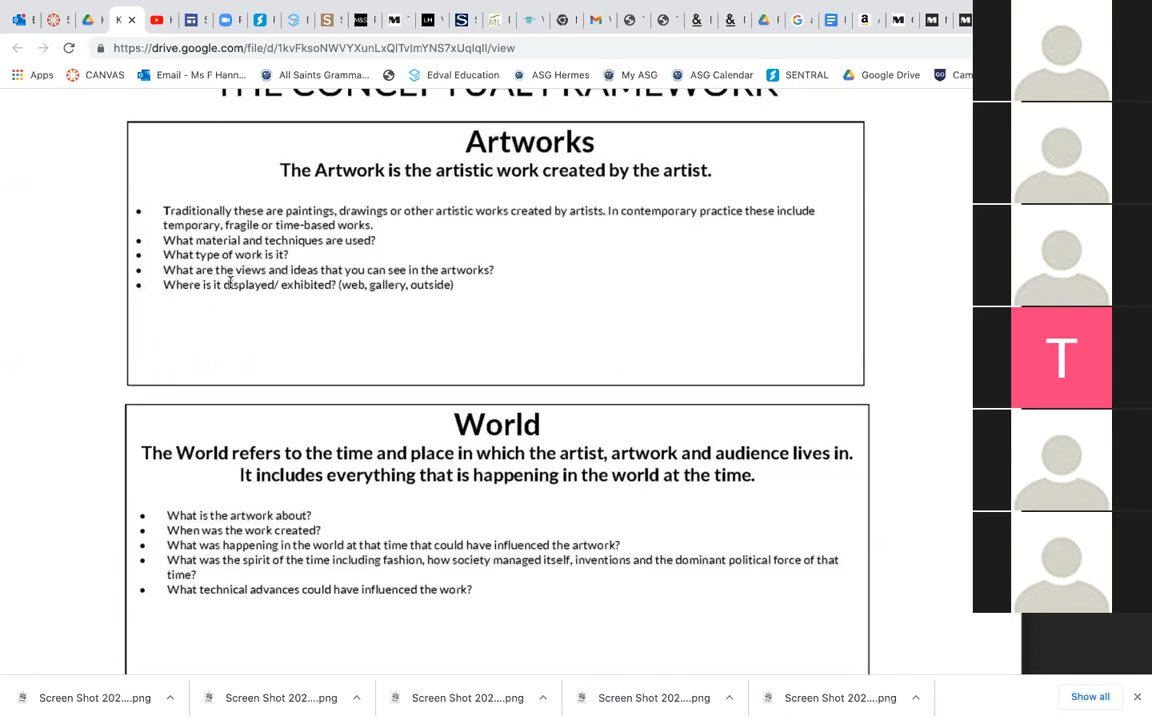 https://drive.google.com/file/d/1kvFksoNWVYXunLxQlTvlmYNS7xUqlqlI/view
Apps CANVAS Email - Ms F Hann... All Saints Gramma... Edval Education ASG Hermes My ASG ASG Calendar SENTRAL Google Drive Cam
THE CONCEPTUAL FRAMEWORK
Artworks
The Artwork is the artistic work created by the artist.
• Traditionally these are paintings, drawings or other artistic works created by artists. In contemporary practice these include
temporary, fragile or time-based works.
• What material and techniques are used?
• What type of work is it?
• What are the views and ideas that you can see in the artworks?
• Where is it displayed/ exhibited? (web, gallery, outside)
T
World
The World refers to the time and place in which the artist, artwork and audience lives in.
It includes everything that is happening in the world at the time.
• What is the artwork about?
• When was the work created?
• What was happening in the world at that time that could have influenced the artwork?
• What was the spirit of the time including fashion, how society managed itself, inventions and the dominant political force of that
time?
• What technical advances could have influenced the work?
Screen Shot 202....png Screen Shot 202....png Screen Shot 202....png Screen Shot 202....png Screen Shot 202....png Show all